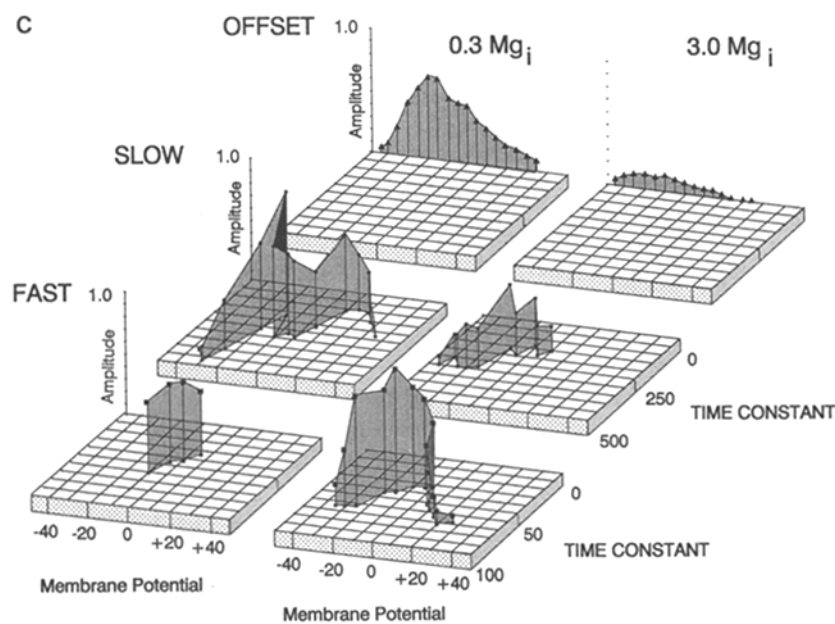 C
OFFSET
1.0
0.3 Mgi
3.0 Mgi
Amplitude
SLOW
1.0
Amplitude
FAST
1.0
Amplitude
0
250
500
TIME CONSTANT
0
50
100
TIME CONSTANT
-40 -20 0 +20 +40
Membrane Potential
-40 -20 0 +20 +40
Membrane Potential